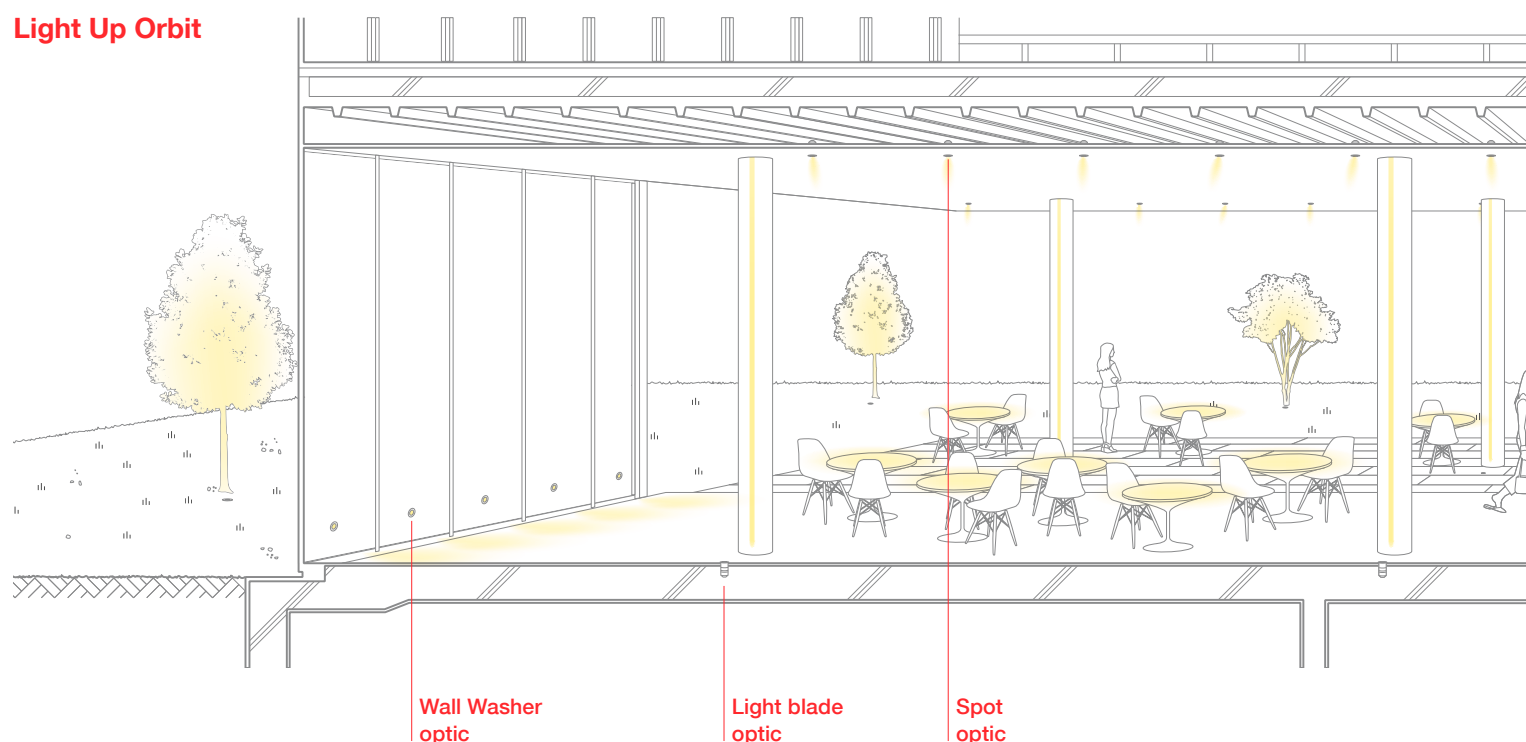 Light Up Orbit
Wall Washer
optic
Light blade
optic
Spot
optic